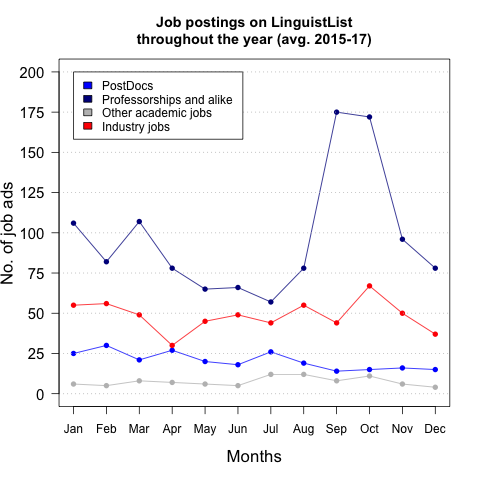 Job postings on LinguistList
throughout the year (avg. 2015-17)
200
175
150
125
100
75
50
25
0
No. of job ads
PostDocs
Professorships and alike
Other academic jobs
Industry jobs
Jan Feb Mar Apr May Jun Jul Aug Sep Oct Nov Dec
Months